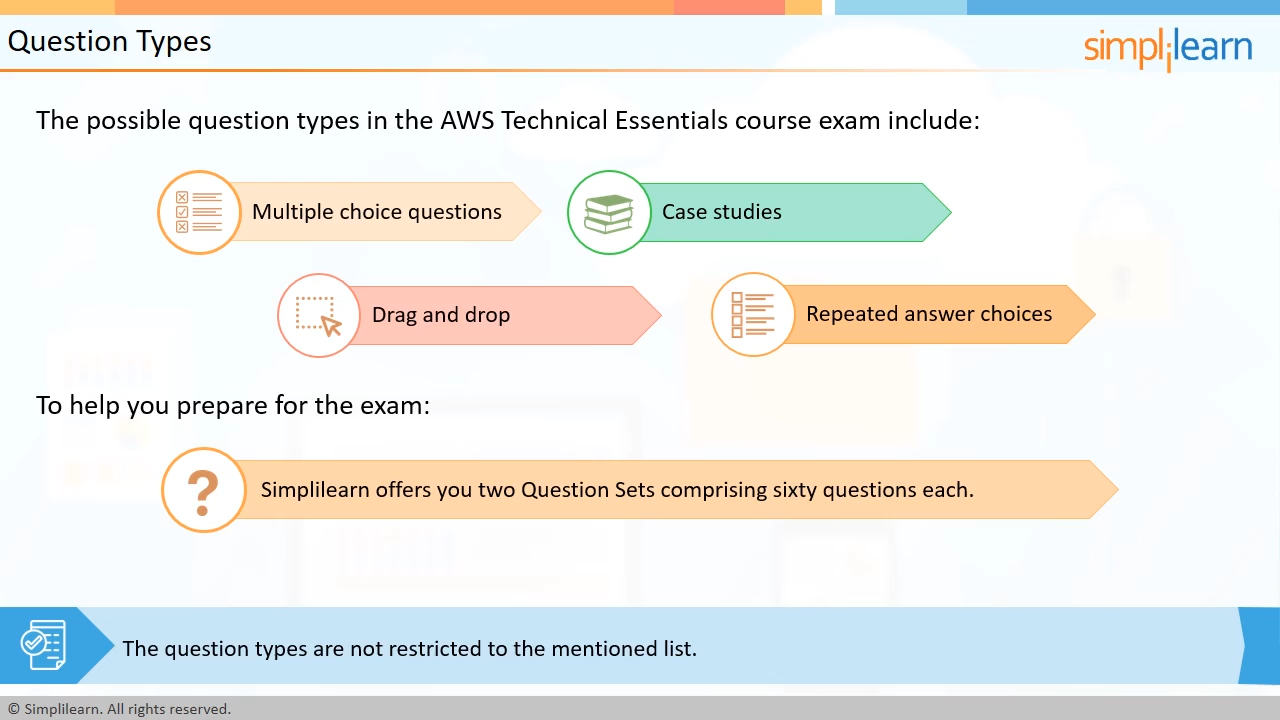 Question Types
simplilearn
The possible question types in the AWS Technical Essentials course exam include:
Multiple choice questions
Case studies
Drag and drop
Repeated answer choices
To help you prepare for the exam:
?
Simplilearn offers you two Question Sets comprising sixty questions each.
The question types are not restricted to the mentioned list.
© Simplilearn. All rights reserved.